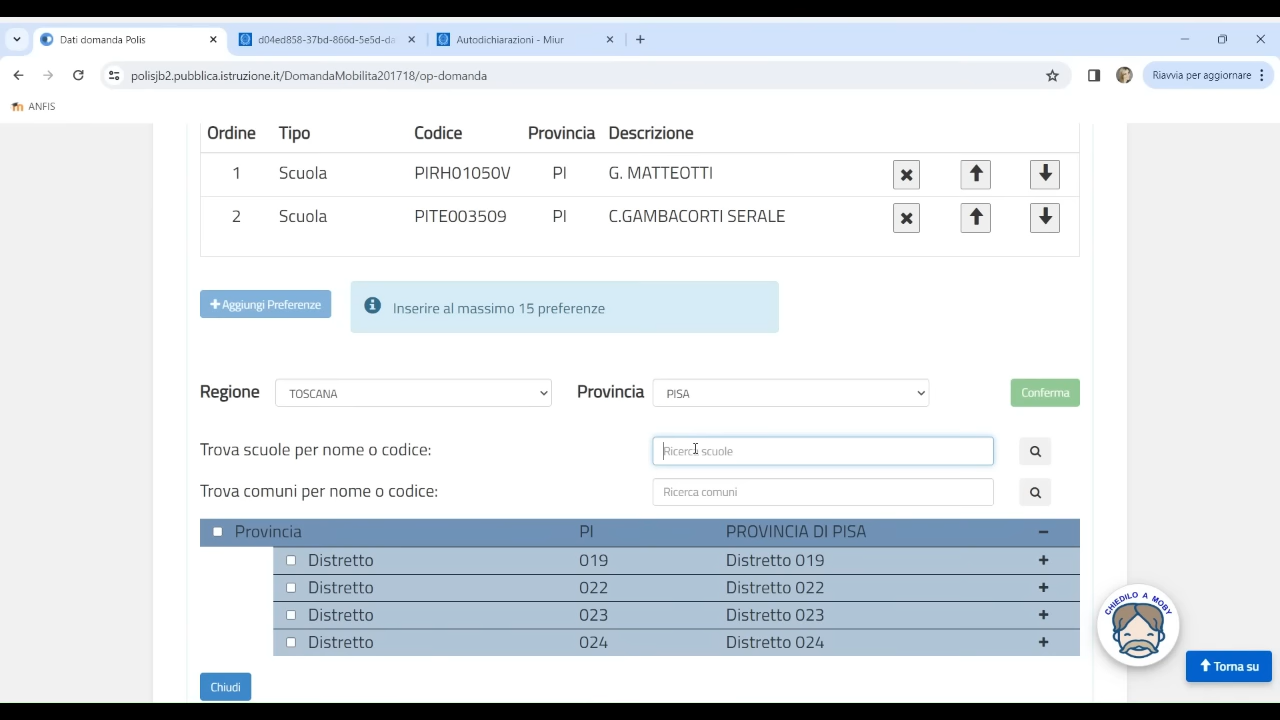 Dati domanda Polis
d04ed858-37bd-866d-5e5d-da
Autodichiarazioni - Miur
polisjb2.pubblica.istruzione.it/DomandaMobilita201718/ol-domanda
Riavvia per aggiornare
ANFIS
Ordine Tipo Codice Provincia Descrizione
1 Scuola PIRH01050V PI G. MATTEOTTI
2 Scuola PITE003509 PI C.GAMBACORTI SERALE
Aggiungi Preferenze
Inserire al massimo 15 preferenze
Regione TOSCANA Provincia PISA Conferma
Trova scuole per nome o codice: Ricerca scuole
Trova comuni per nome o codice: Ricerca comuni
Provincia PI PROVINCIA DI PISA
Distretto 019 Distretto 019
Distretto 022 Distretto 022
Distretto 023 Distretto 023
Distretto 024 Distretto 024
CHIEDILO A MOBY
Torna su
Chiudi